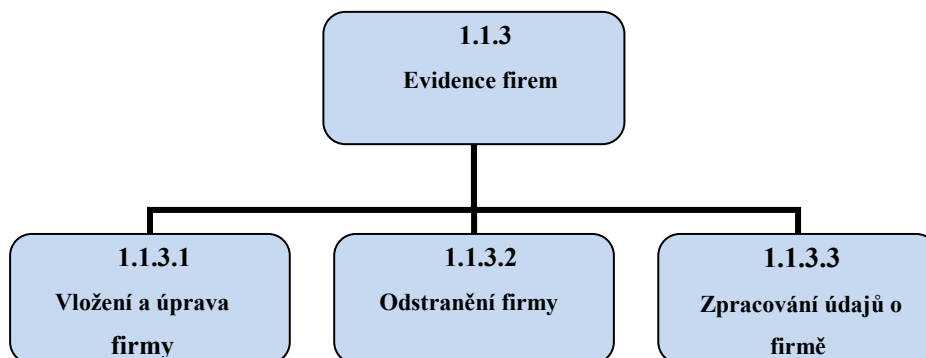 1.1.3
Evidence firem
1.1.3.1
Vložení a úprava
firmy
1.1.3.2
Odstranění firmy
1.1.3.3
Zpracování údajů o
firmě